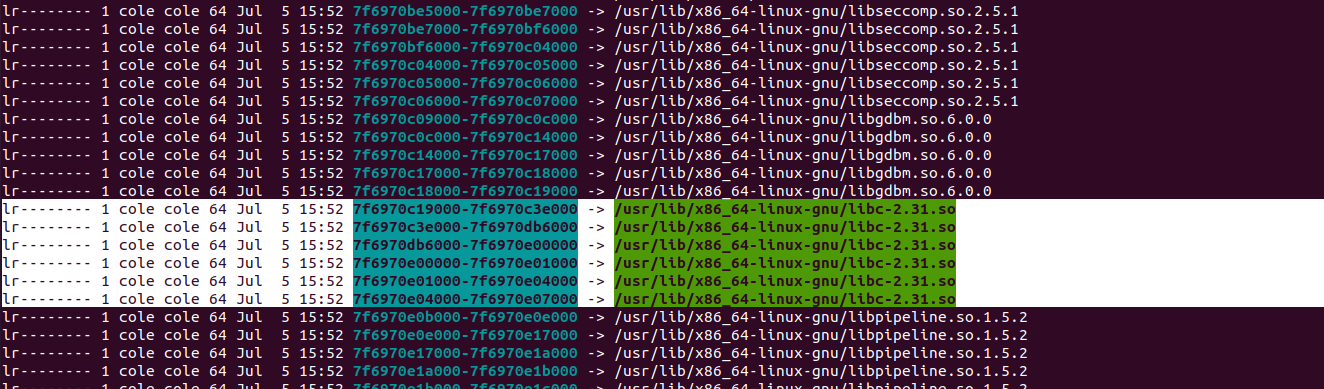 lr-------- 1 cole cole 64 Jul  5 15:52 7f6970be5000-7f6970be7000 -> /usr/lib/x86_64-linux-gnu/libseccomp.so.2.5.1
lr-------- 1 cole cole 64 Jul  5 15:52 7f6970be7000-7f6970bf6000 -> /usr/lib/x86_64-linux-gnu/libseccomp.so.2.5.1
lr-------- 1 cole cole 64 Jul  5 15:52 7f6970bf6000-7f6970c04000 -> /usr/lib/x86_64-linux-gnu/libseccomp.so.2.5.1
lr-------- 1 cole cole 64 Jul  5 15:52 7f6970c04000-7f6970c05000 -> /usr/lib/x86_64-linux-gnu/libseccomp.so.2.5.1
lr-------- 1 cole cole 64 Jul  5 15:52 7f6970c05000-7f6970c06000 -> /usr/lib/x86_64-linux-gnu/libseccomp.so.2.5.1
lr-------- 1 cole cole 64 Jul  5 15:52 7f6970c06000-7f6970c07000 -> /usr/lib/x86_64-linux-gnu/libseccomp.so.2.5.1
lr-------- 1 cole cole 64 Jul  5 15:52 7f6970c09000-7f6970c0c000 -> /usr/lib/x86_64-linux-gnu/libgdbm.so.6.0.0
lr-------- 1 cole cole 64 Jul  5 15:52 7f6970c0c000-7f6970c14000 -> /usr/lib/x86_64-linux-gnu/libgdbm.so.6.0.0
lr-------- 1 cole cole 64 Jul  5 15:52 7f6970c14000-7f6970c17000 -> /usr/lib/x86_64-linux-gnu/libgdbm.so.6.0.0
lr-------- 1 cole cole 64 Jul  5 15:52 7f6970c17000-7f6970c18000 -> /usr/lib/x86_64-linux-gnu/libgdbm.so.6.0.0
lr-------- 1 cole cole 64 Jul  5 15:52 7f6970c18000-7f6970c19000 -> /usr/lib/x86_64-linux-gnu/libgdbm.so.6.0.0
lr-------- 1 cole cole 64 Jul  5 15:52 7f6970c19000-7f6970c3e000 -> /usr/lib/x86_64-linux-gnu/libc-2.31.so
lr-------- 1 cole cole 64 Jul  5 15:52 7f6970c3e000-7f6970db6000 -> /usr/lib/x86_64-linux-gnu/libc-2.31.so
lr-------- 1 cole cole 64 Jul  5 15:52 7f6970db6000-7f6970e00000 -> /usr/lib/x86_64-linux-gnu/libc-2.31.so
lr-------- 1 cole cole 64 Jul  5 15:52 7f6970e00000-7f6970e01000 -> /usr/lib/x86_64-linux-gnu/libc-2.31.so
lr-------- 1 cole cole 64 Jul  5 15:52 7f6970e01000-7f6970e04000 -> /usr/lib/x86_64-linux-gnu/libc-2.31.so
lr-------- 1 cole cole 64 Jul  5 15:52 7f6970e04000-7f6970e07000 -> /usr/lib/x86_64-linux-gnu/libc-2.31.so
lr-------- 1 cole cole 64 Jul  5 15:52 7f6970e0b000-7f6970e0e000 -> /usr/lib/x86_64-linux-gnu/libpipeline.so.1.5.2
lr-------- 1 cole cole 64 Jul  5 15:52 7f6970e0e000-7f6970e17000 -> /usr/lib/x86_64-linux-gnu/libpipeline.so.1.5.2
lr-------- 1 cole cole 64 Jul  5 15:52 7f6970e17000-7f6970e1a000 -> /usr/lib/x86_64-linux-gnu/libpipeline.so.1.5.2
lr-------- 1 cole cole 64 Jul  5 15:52 7f6970e1a000-7f6970e1b000 -> /usr/lib/x86_64-linux-gnu/libpipeline.so.1.5.2
lr-------- 1 cole cole 64 Jul  5 15:52 7f6970e1b000-7f6970e1c000 -> /usr/lib/x86_64-linux-gnu/libpipeline.so.1.5.2